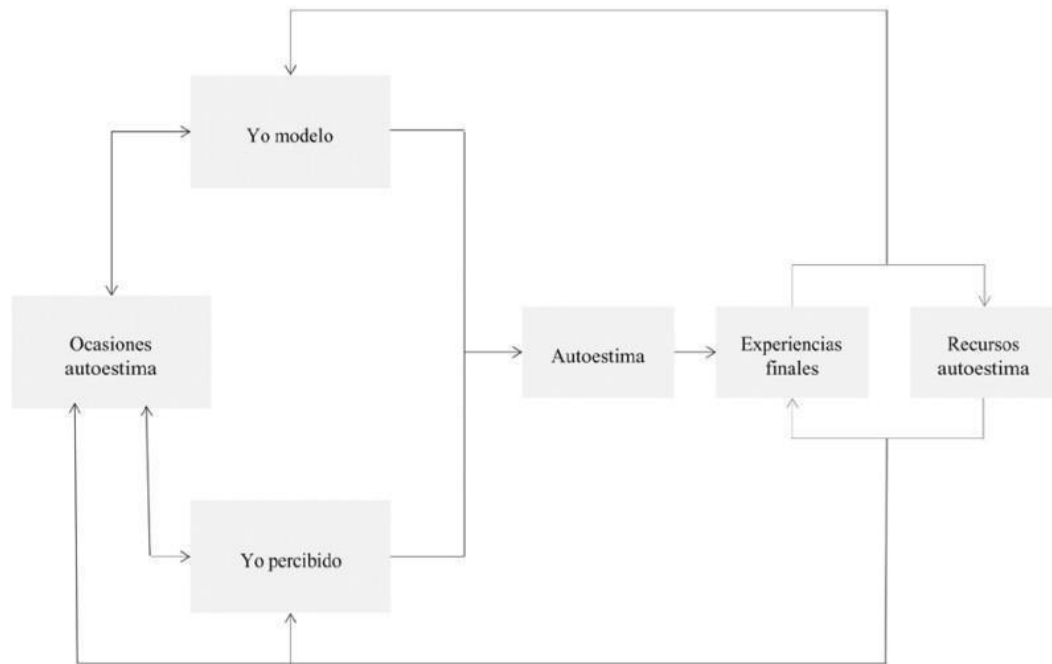 Yo modelo
Ocasiones
autoestima
Autoestima
Experiencias
finales
Recursos
autoestima
Yo percibido